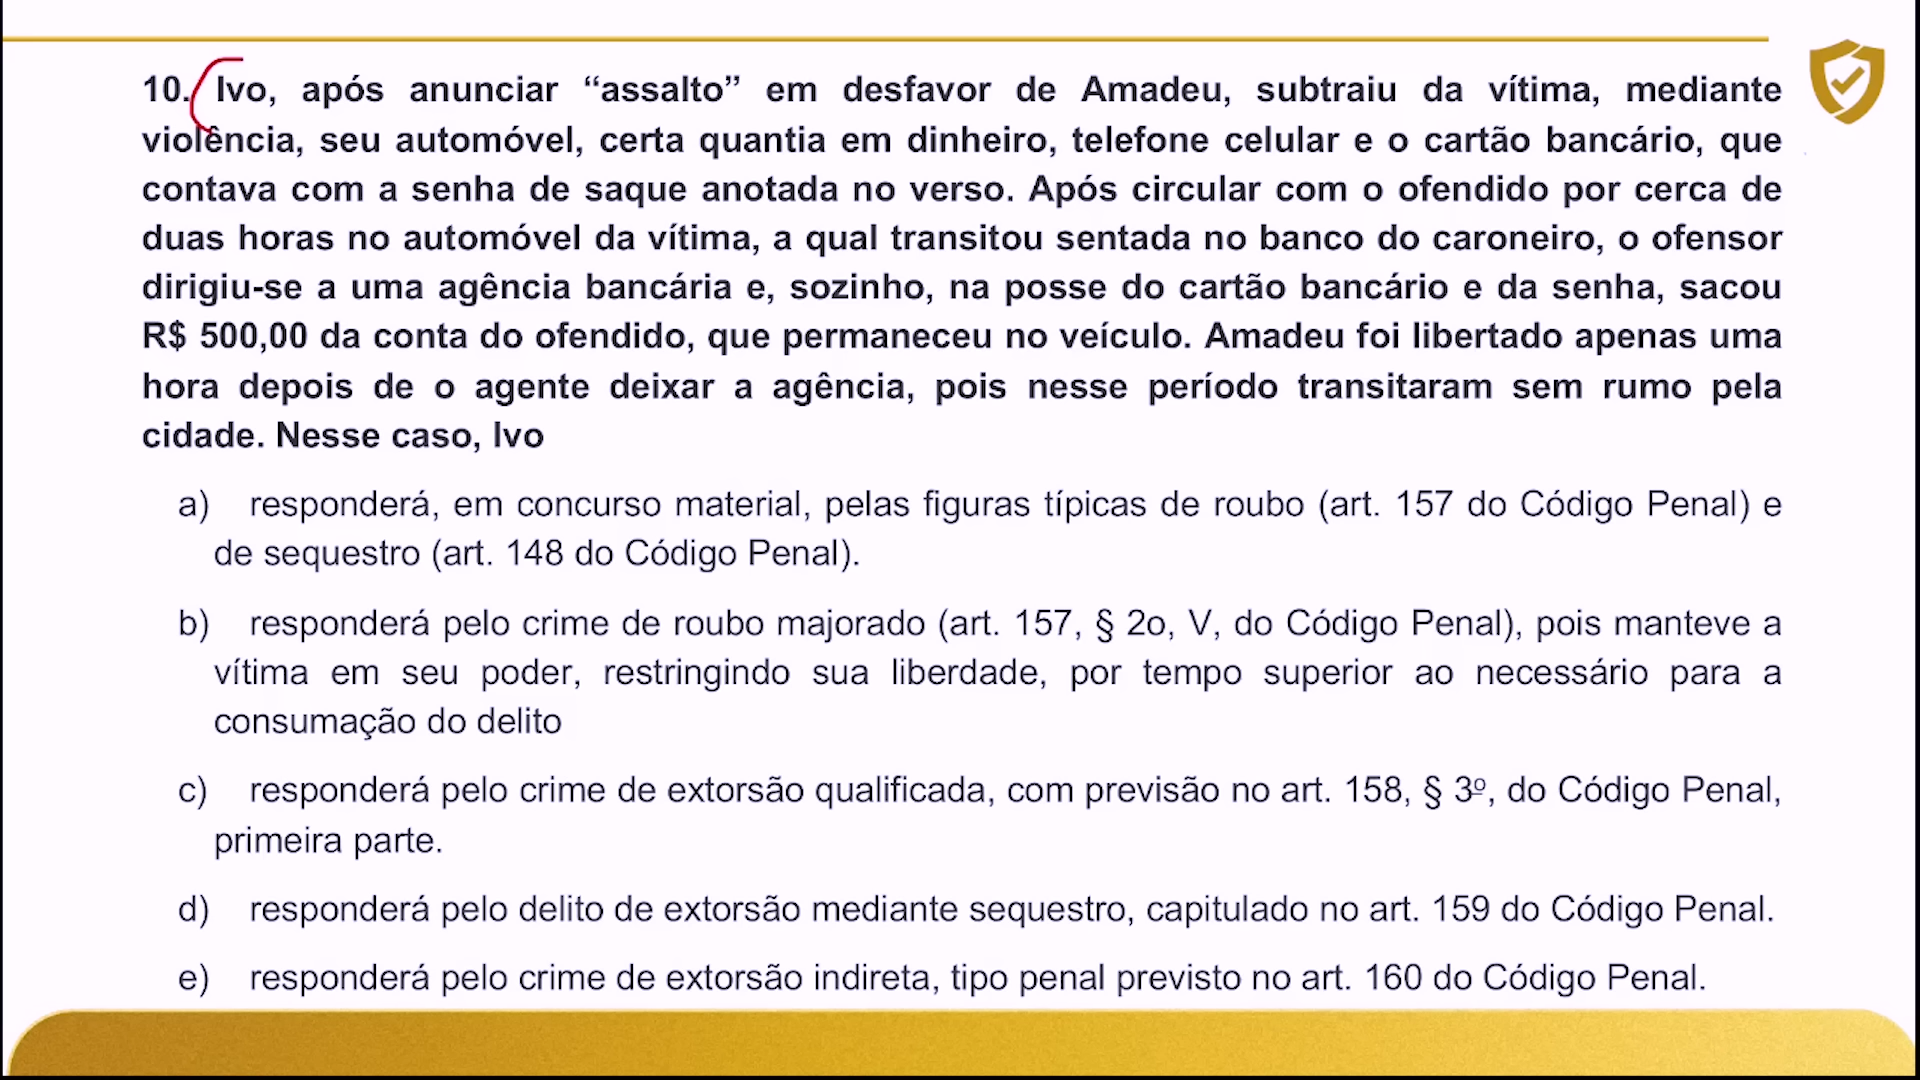 10. Ivo, após anunciar “assalto” em desfavor de Amadeu, subtraiu da vítima, mediante
violência, seu automóvel, certa quantia em dinheiro, telefone celular e o cartão bancário, que
contava com a senha de saque anotada no verso. Após circular com o ofendido por cerca de
duas horas no automóvel da vítima, a qual transitou sentada no banco do caroneiro, o ofensor
dirigiu-se a uma agência bancária e, sozinho, na posse do cartão bancário e da senha, sacou
R$ 500,00 da conta do ofendido, que permaneceu no veículo. Amadeu foi libertado apenas uma
hora depois de o agente deixar a agência, pois nesse período transitaram sem rumo pela
cidade. Nesse caso, Ivo
a) responderá, em concurso material, pelas figuras típicas de roubo (art. 157 do Código Penal) e
de sequestro (art. 148 do Código Penal).
b) responderá pelo crime de roubo majorado (art. 157, § 2o, V, do Código Penal), pois manteve a
vítima em seu poder, restringindo sua liberdade, por tempo superior ao necessário para a
consumação do delito
c) responderá pelo crime de extorsão qualificada, com previsão no art. 158, § 3º, do Código Penal,
primeira parte.
d) responderá pelo delito de extorsão mediante sequestro, capitulado no art. 159 do Código Penal.
e) responderá pelo crime de extorsão indireta, tipo penal previsto no art. 160 do Código Penal.